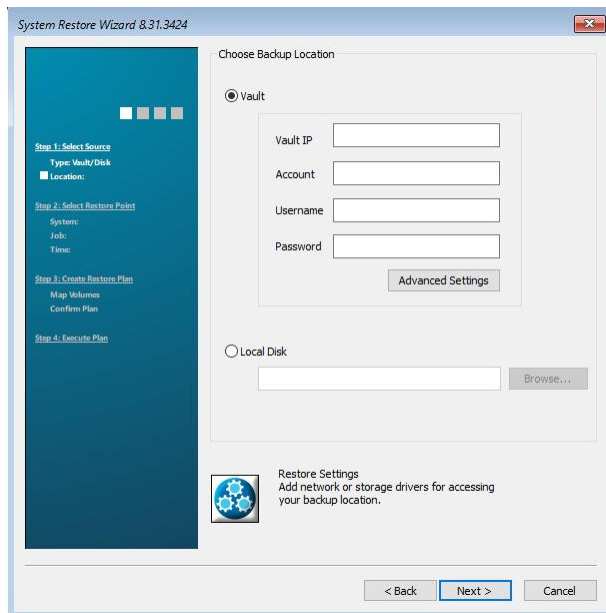 System Restore Wizard 8.31.3424
Step 1: Select Source
Type: Vault/Disk
Location:
Step 2: Select Restore Point
System:
Job:
Time:
Step 3: Create Restore Plan
Map Volumes
Confirm Plan
Step 4: Execute Plan
Choose Backup Location
Vault
Vault IP
Account
Username
Password
Advanced Settings
Local Disk
Browse...
Restore Settings
Add network or storage drivers for accessing
your backup location.
< Back
Next >
Cancel